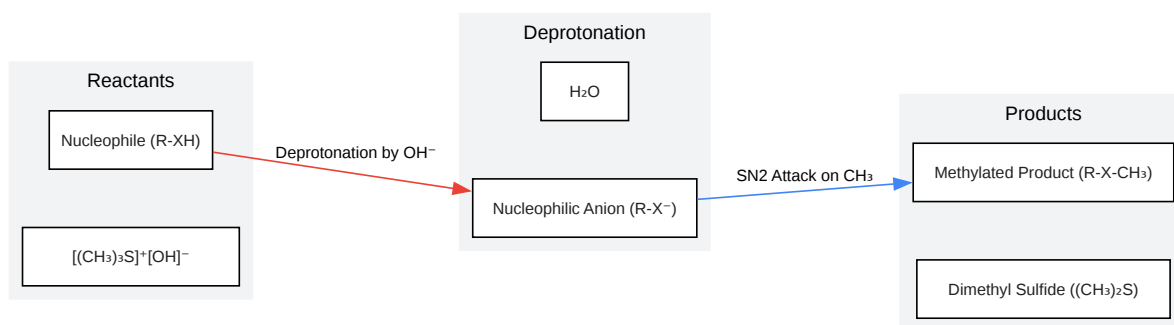 Reactants
Nucleophile (R-XH)
[(CH₃)₃S]⁺[OH]⁻
Deprotonation by OH⁻
Deprotonation
H₂O
Nucleophilic Anion (R-X⁻)
SN2 Attack on CH₃
Products
Methylated Product (R-X-CH₃)
Dimethyl Sulfide ((CH₃)₂S)